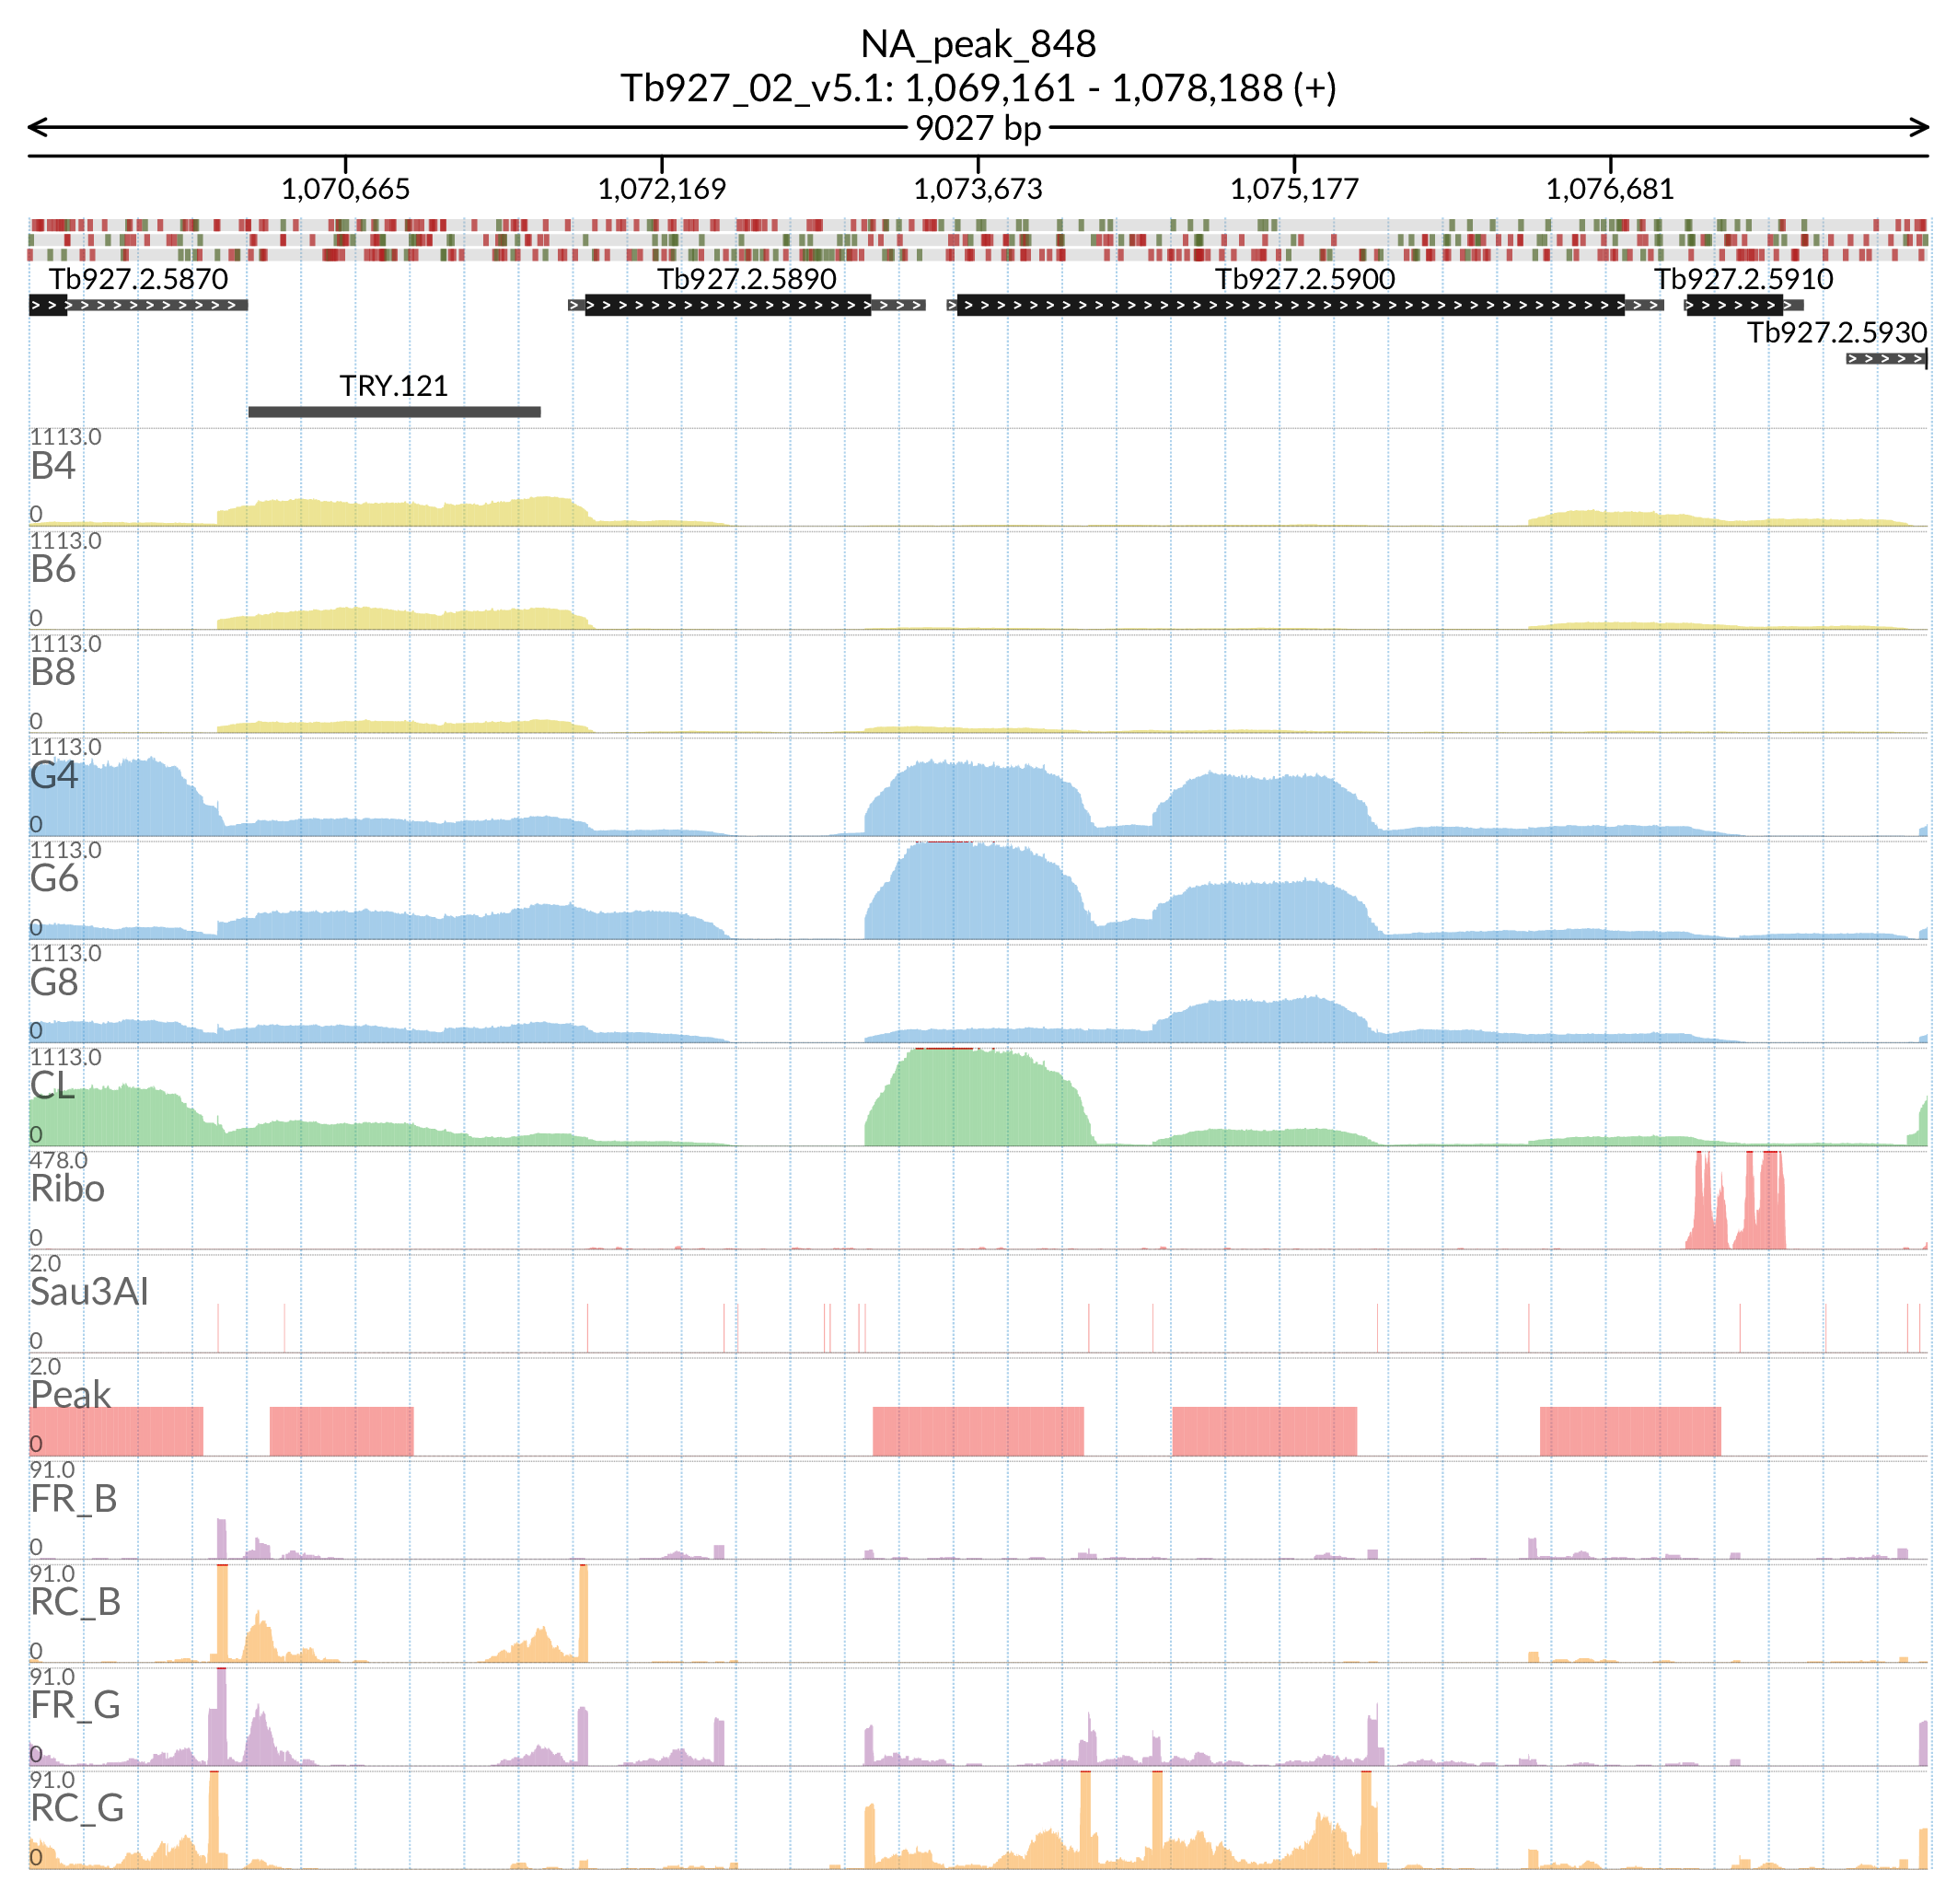 NA_peak_848
Tb927_02_v5.1: 1,069,161 - 1,078,188 (+)
9027 bp
1,070,665 1,072,169 1,073,673 1,075,177 1,076,681
Tb927.2.5870 Tb927.2.5890 Tb927.2.5900 Tb927.2.5910
Tb927.2.5930
TRY.121
1113.0
B4
0
1113.0
B6
0
1113.0
B8
0
1113.0
G4
0
1113.0
G6
0
1113.0
G8
0
1113.0
CL
0
478.0
Ribo
0
2.0
Sau3AI
0
2.0
Peak
0
91.0
FR_B
0
91.0
RC_B
0
91.0
FR_G
0
91.0
RC_G
0